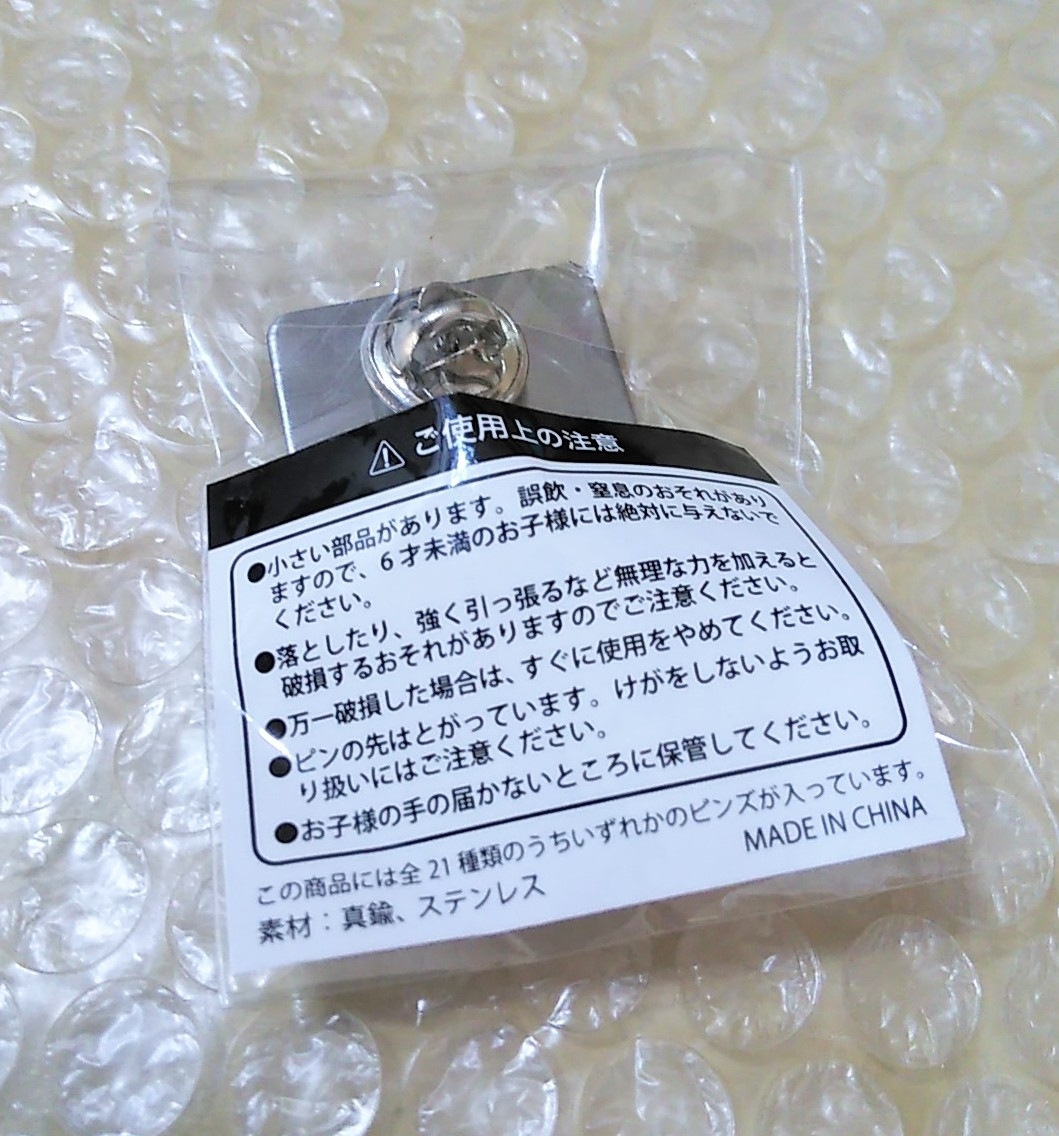 ⚠ ご使用上の注意
●小さい部品があります。誤飲・窒息のおそれがあり
ますので、6才未満のお子様には絶対に与えないで
ください。
●落としたり、強く引っ張るなど無理な力を加えると
破損するおそれがありますのでご注意ください。
●万一破損した場合は、すぐに使用をやめてください。
●ピンの先はとがっています。けがをしないようお取
り扱いにはご注意ください。
●お子様の手の届かないところに保管してください。
この商品には全21種類のうちいずれかのピンズが入っています。
素材：真鍮、ステンレス
MADE IN CHINA